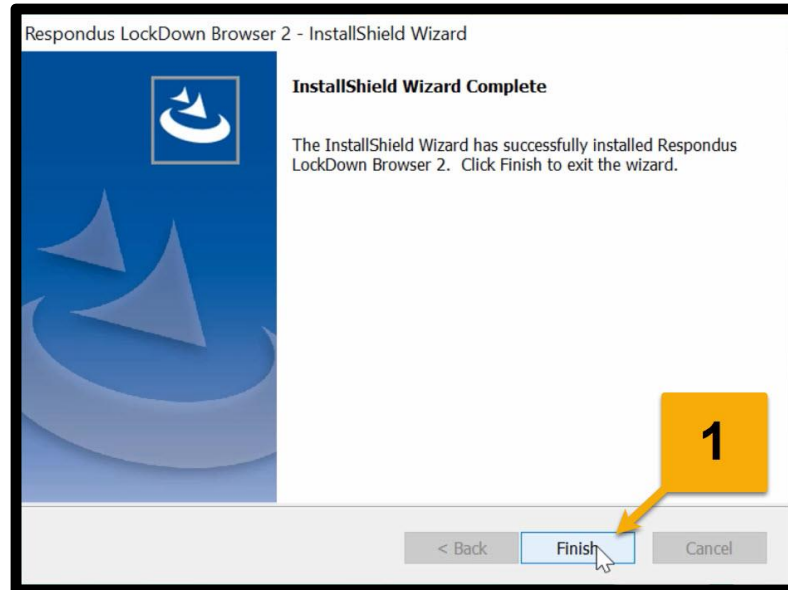 Respondus LockDown Browser 2 - InstallShield Wizard
InstallShield Wizard Complete
The InstallShield Wizard has successfully installed Respondus
LockDown Browser 2. Click Finish to exit the wizard.
1
< Back Finish Cancel